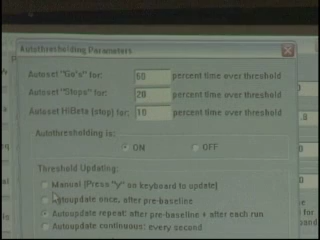 Autothresholding Parameters
Autoset "Go's" for: 60 percent time over threshold
Autoset "Stops" for: 20 percent time over threshold
Autoset HiBeta (stop) for: 10 percent time over threshold
Autothresholding is:
ON OFF
Threshold Updating:
Manual (Press "y" on keyboard to update)
Autoupdate once, after pre-baseline
Autoupdate repeat: after pre-baseline + after each run
Autoupdate continuous: every second